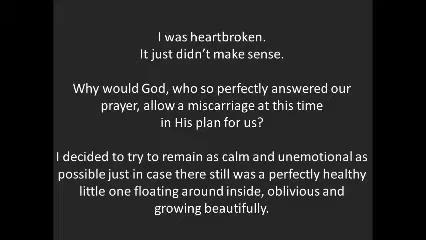 I was heartbroken.
It just didn't make sense.
Why would God, who so perfectly answered our
prayer, allow a miscarriage at this time
in His plan for us?
I decided to try to remain as calm and unemotional as
possible just in case there still was a perfectly healthy
little one floating around inside, oblivious and
growing beautifully.